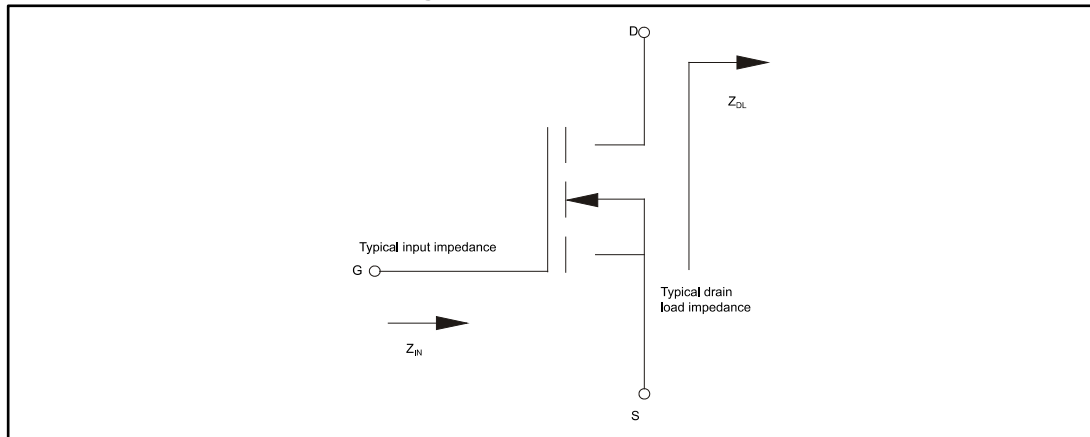 D
Z_DL
Typical input impedance
G
Typical drain
load impedance
Z_IN
S